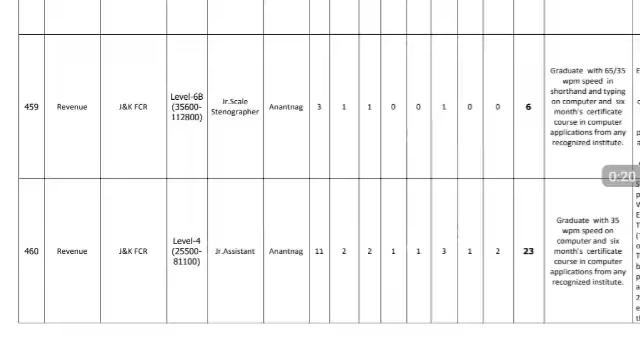 459 Revenue J&K FCR Level-6B (35600-112800) Jr.Scale Stenographer Anantnag 3 1 1 0 0 1 0 0 6 Graduate with 65/35 wpm speed in shorthand and typing on computer and six month's certificate course in computer applications from any recognized institute.
0:20
460 Revenue J&K FCR Level-4 (25500-81100) Jr.Assistant Anantnag 11 2 2 1 1 3 1 2 23 Graduate with 35 wpm speed on computer and six month's certificate course in computer applications from any recognized institute.